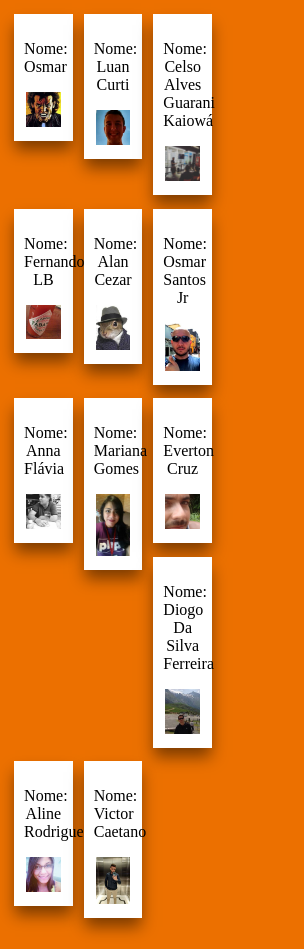 Nome:
Osmar
Nome:
Luan
Curti
Nome:
Celso
Alves
Guarani
Kaiowá
Nome:
Fernando
LB
Nome:
Alan
Cezar
Nome:
Osmar
Santos
Jr
Nome:
Anna
Flávia
Nome:
Mariana
Gomes
php
Nome:
Everton
Cruz
Nome:
Diogo
Da
Silva
Ferreira
Nome:
Aline
Rodrigue
Nome:
Victor
Caetano